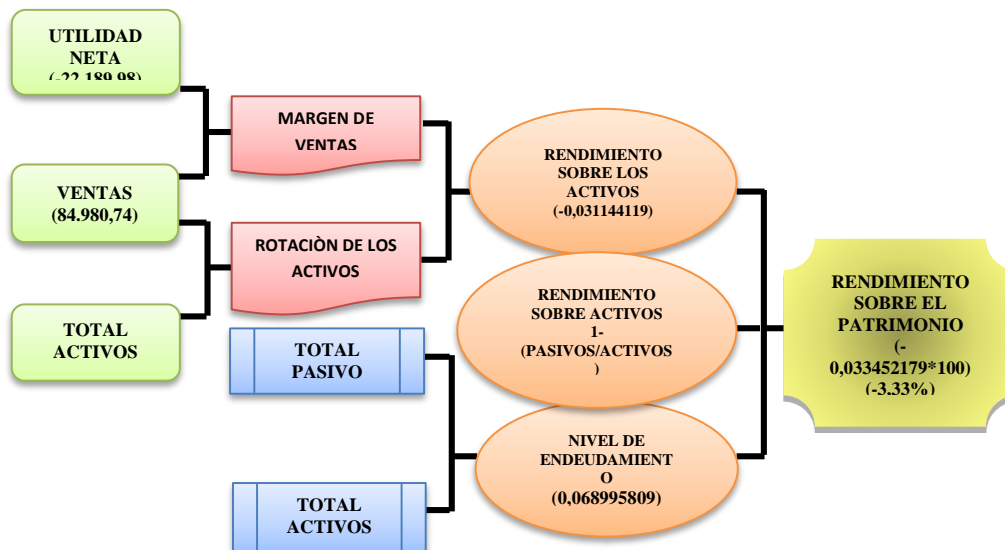 UTILIDAD
NETA
(-22.189,98)
VENTAS
(84.980,74)
TOTAL
ACTIVOS
MARGEN DE
VENTAS
ROTACIÒN DE LOS
ACTIVOS
TOTAL
PASIVO
TOTAL
ACTIVOS
RENDIMIENTO
SOBRE LOS
ACTIVOS
(-0,031144119)
RENDIMIENTO
SOBRE ACTIVOS
1-
(PASIVOS/ACTIVOS
)
NIVEL DE
ENDEUDAMIENT
O
(0,068995809)
RENDIMIENTO
SOBRE EL
PATRIMONIO
(-
0,033452179*100)
(-3.33%)